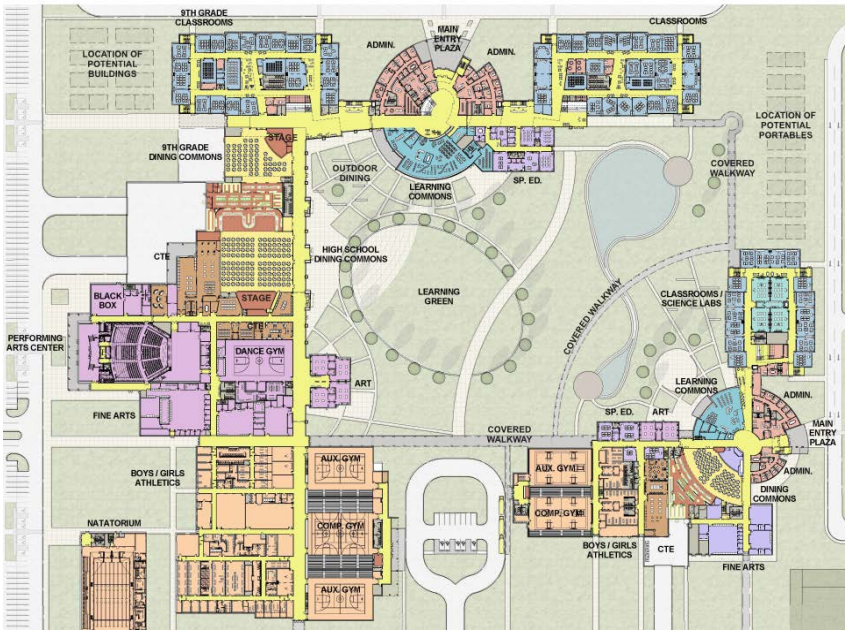 9TH GRADE
CLASSROOMS
MAIN
ENTRY
PLAZA
CLASSROOMS
ADMIN.
ADMIN.
LOCATION OF
POTENTIAL
BUILDINGS
LOCATION OF
POTENTIAL
PORTABLES
STAGE
9TH GRADE
DINING COMMONS
OUTDOOR
DINING
LEARNING
COMMONS
SP. ED.
COVERED
WALKWAY
CTE
HIGH SCHOOL
DINING COMMONS
LEARNING
GREEN
BLACK
BOX
STAGE
CLASSROOMS /
SCIENCE LABS
COVERED WALKWAY
PERFORMING
ARTS CENTER
CTE
DANCE GYM
ART
FINE ARTS
LEARNING
COMMONS
ADMIN.
SP. ED.
ART
MAIN
ENTRY
PLAZA
COVERED
WALKWAY
BOYS / GIRLS
ATHLETICS
AUX. GYM
AUX. GYM
ADMIN.
DINING
COMMONS
NATATORIUM
COMP. GYM
COMP. GYM
BOYS / GIRLS
ATHLETICS
CTE
FINE ARTS
AUX. GYM